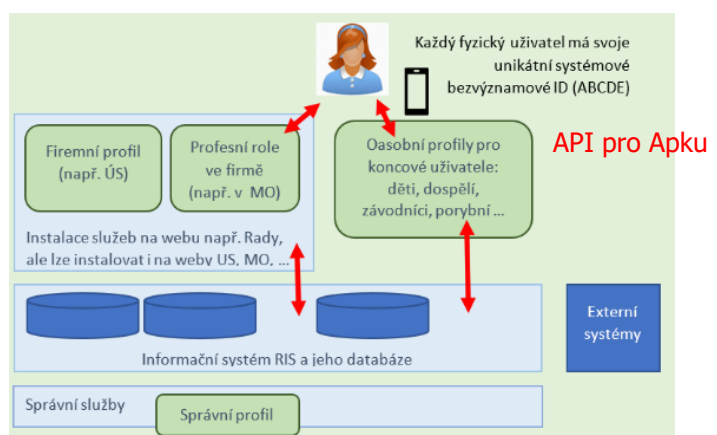 Každý fyzický uživatel má svoje
unikátní systémové
bezvýznamové ID (ABCDE)
API pro Apku
Firemní profil
(např. ÚS)
Profesní role
ve firmě
(např. v MO)
Oasobní profily pro
koncové uživatele:
děti, dospělí,
závodníci, porybní ...
Instalace služeb na webu např. Rady,
ale lze instalovat i na weby US, MO, ...
Externí
systémy
Informační systém RIS a jeho databáze
Správní služby
Správní profil